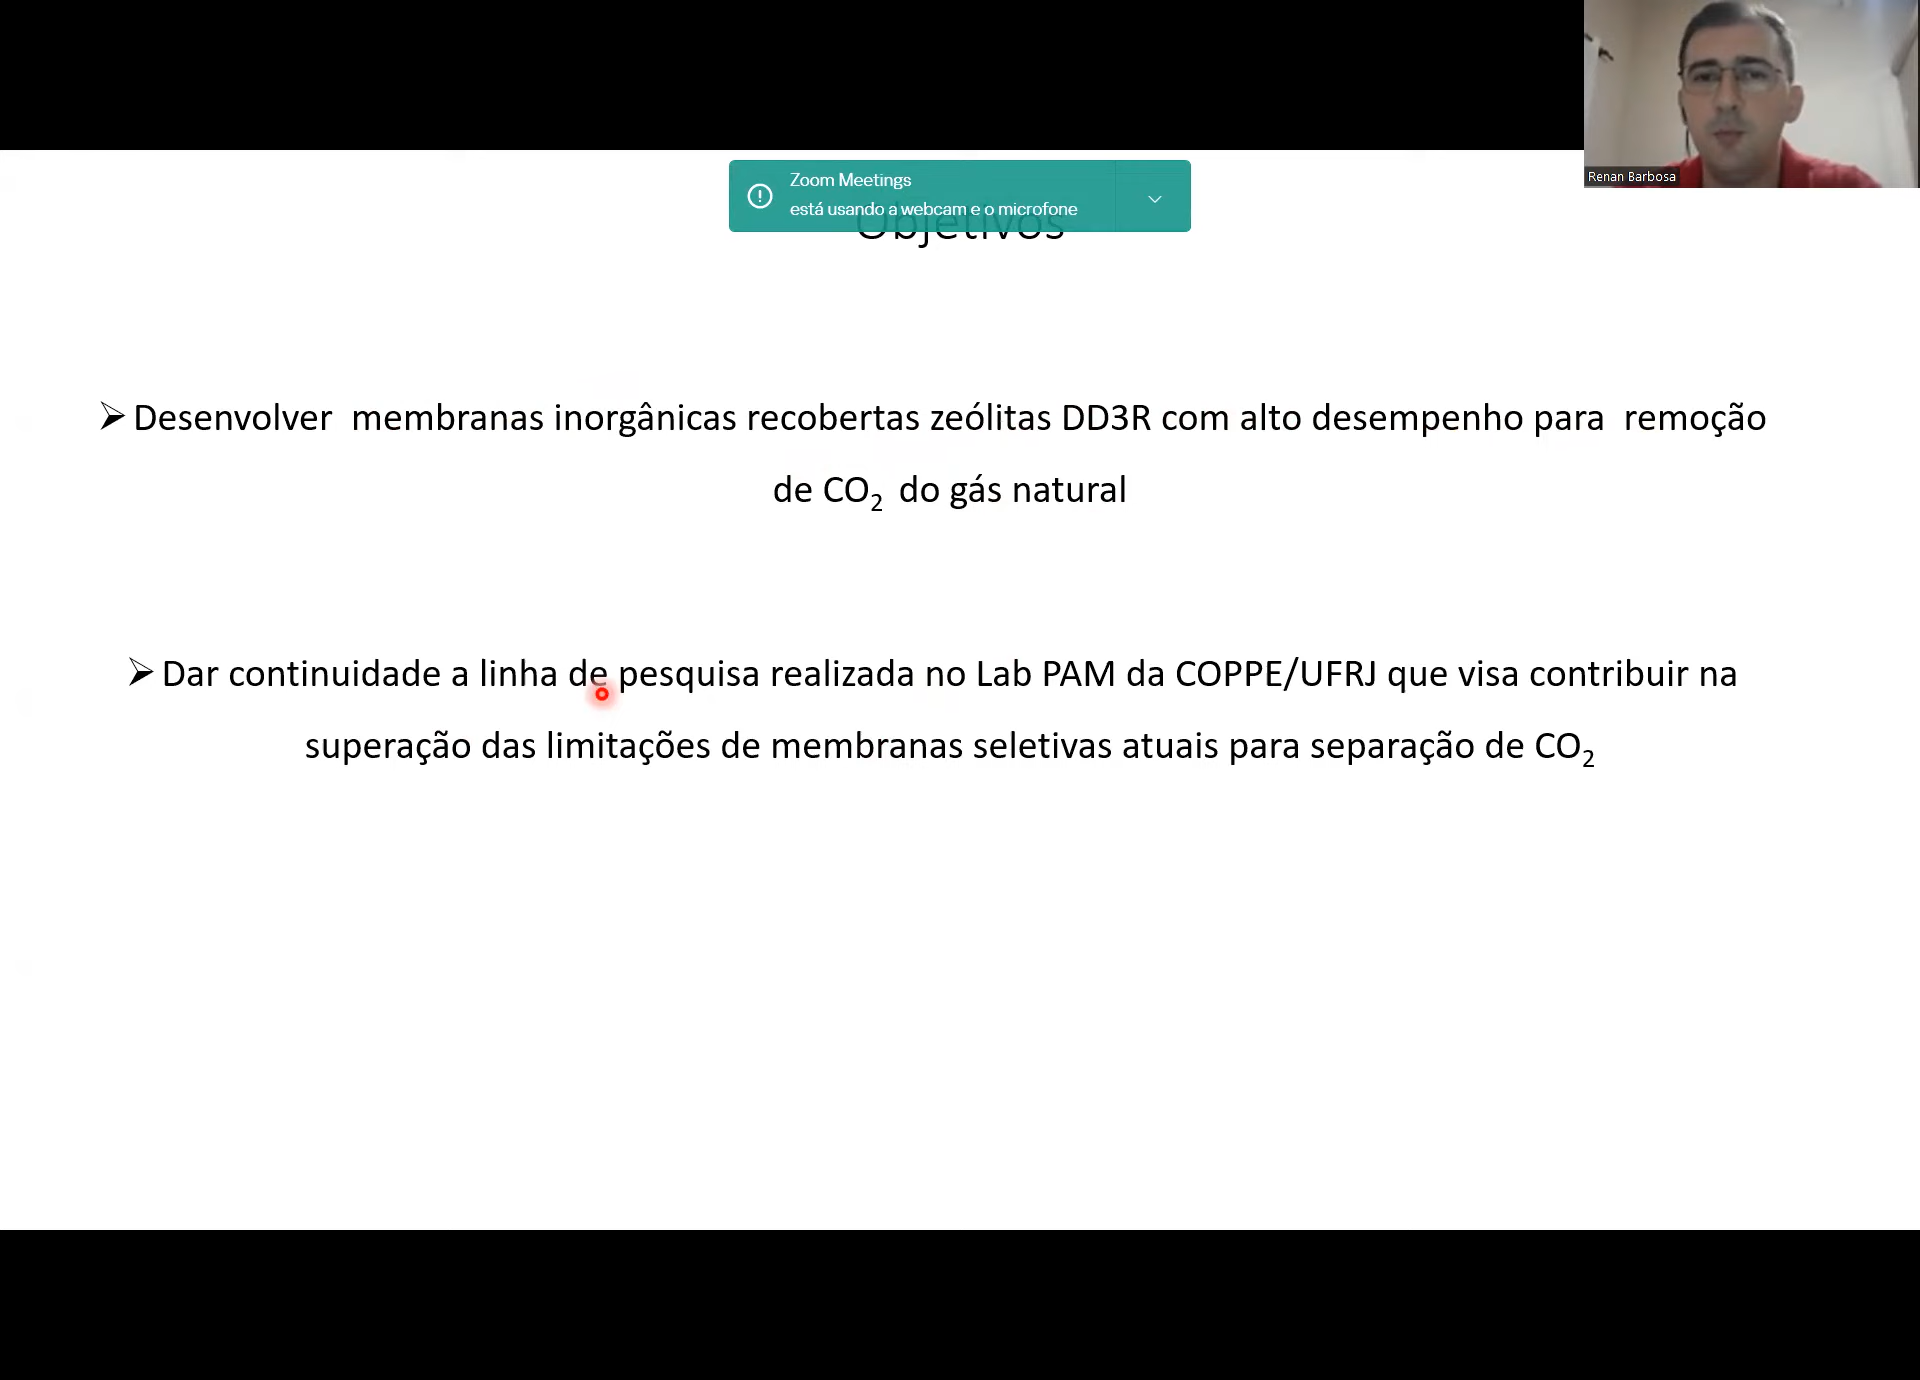 Renan Barbosa
Zoom Meetings
está usando a webcam e o microfone
Objetivos
➢ Desenvolver  membranas inorgânicas recobertas zeólitas DD3R com alto desempenho para  remoção
de CO₂  do gás natural
➢ Dar continuidade a linha de pesquisa realizada no Lab PAM da COPPE/UFRJ que visa contribuir na
superação das limitações de membranas seletivas atuais para separação de CO₂